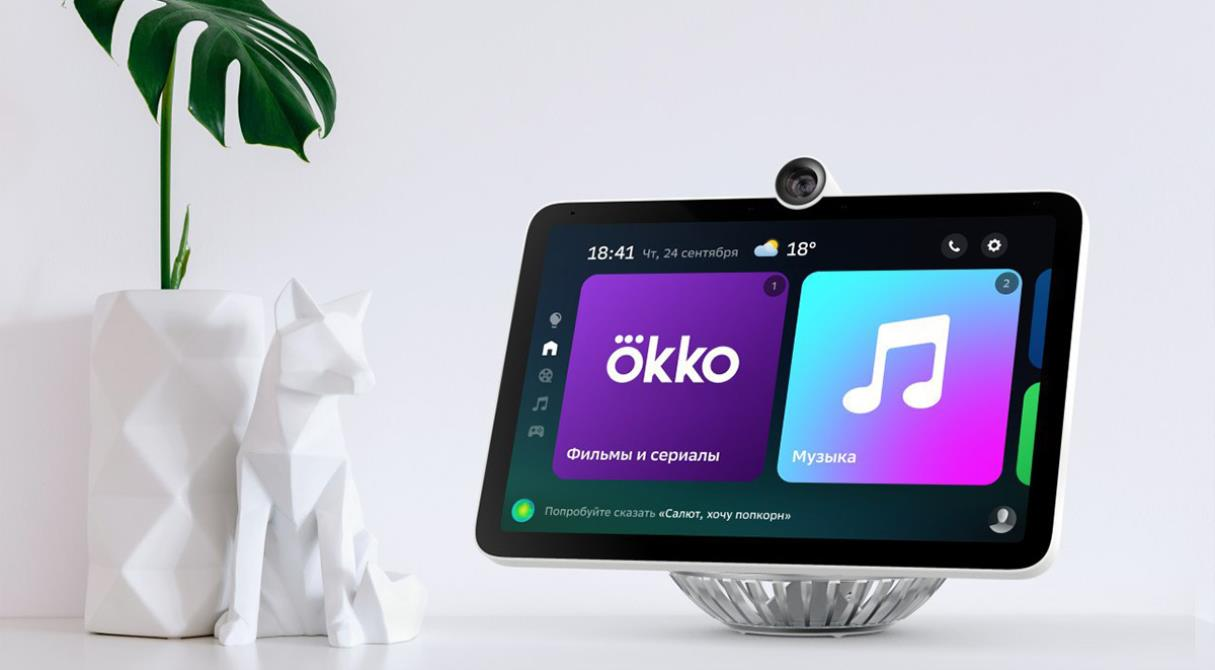 18:41 Чт, 24 сентября 18°
1
2
ökko
Фильмы и сериалы
Музыка
Попробуйте сказать «Салют, хочу попкорн»